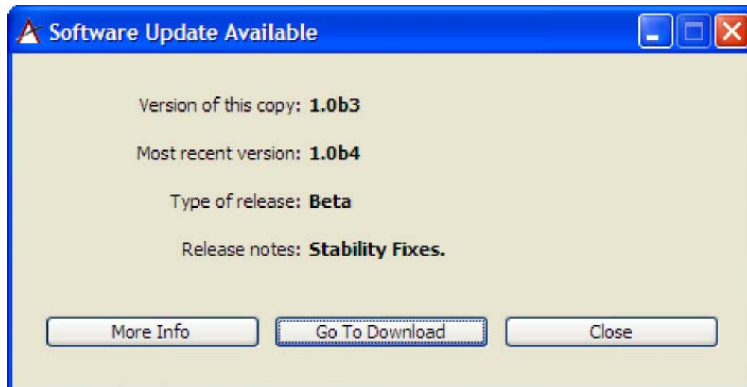 Software Update Available
Version of this copy: 1.0b3
Most recent version: 1.0b4
Type of release: Beta
Release notes: Stability Fixes.
More Info Go To Download Close